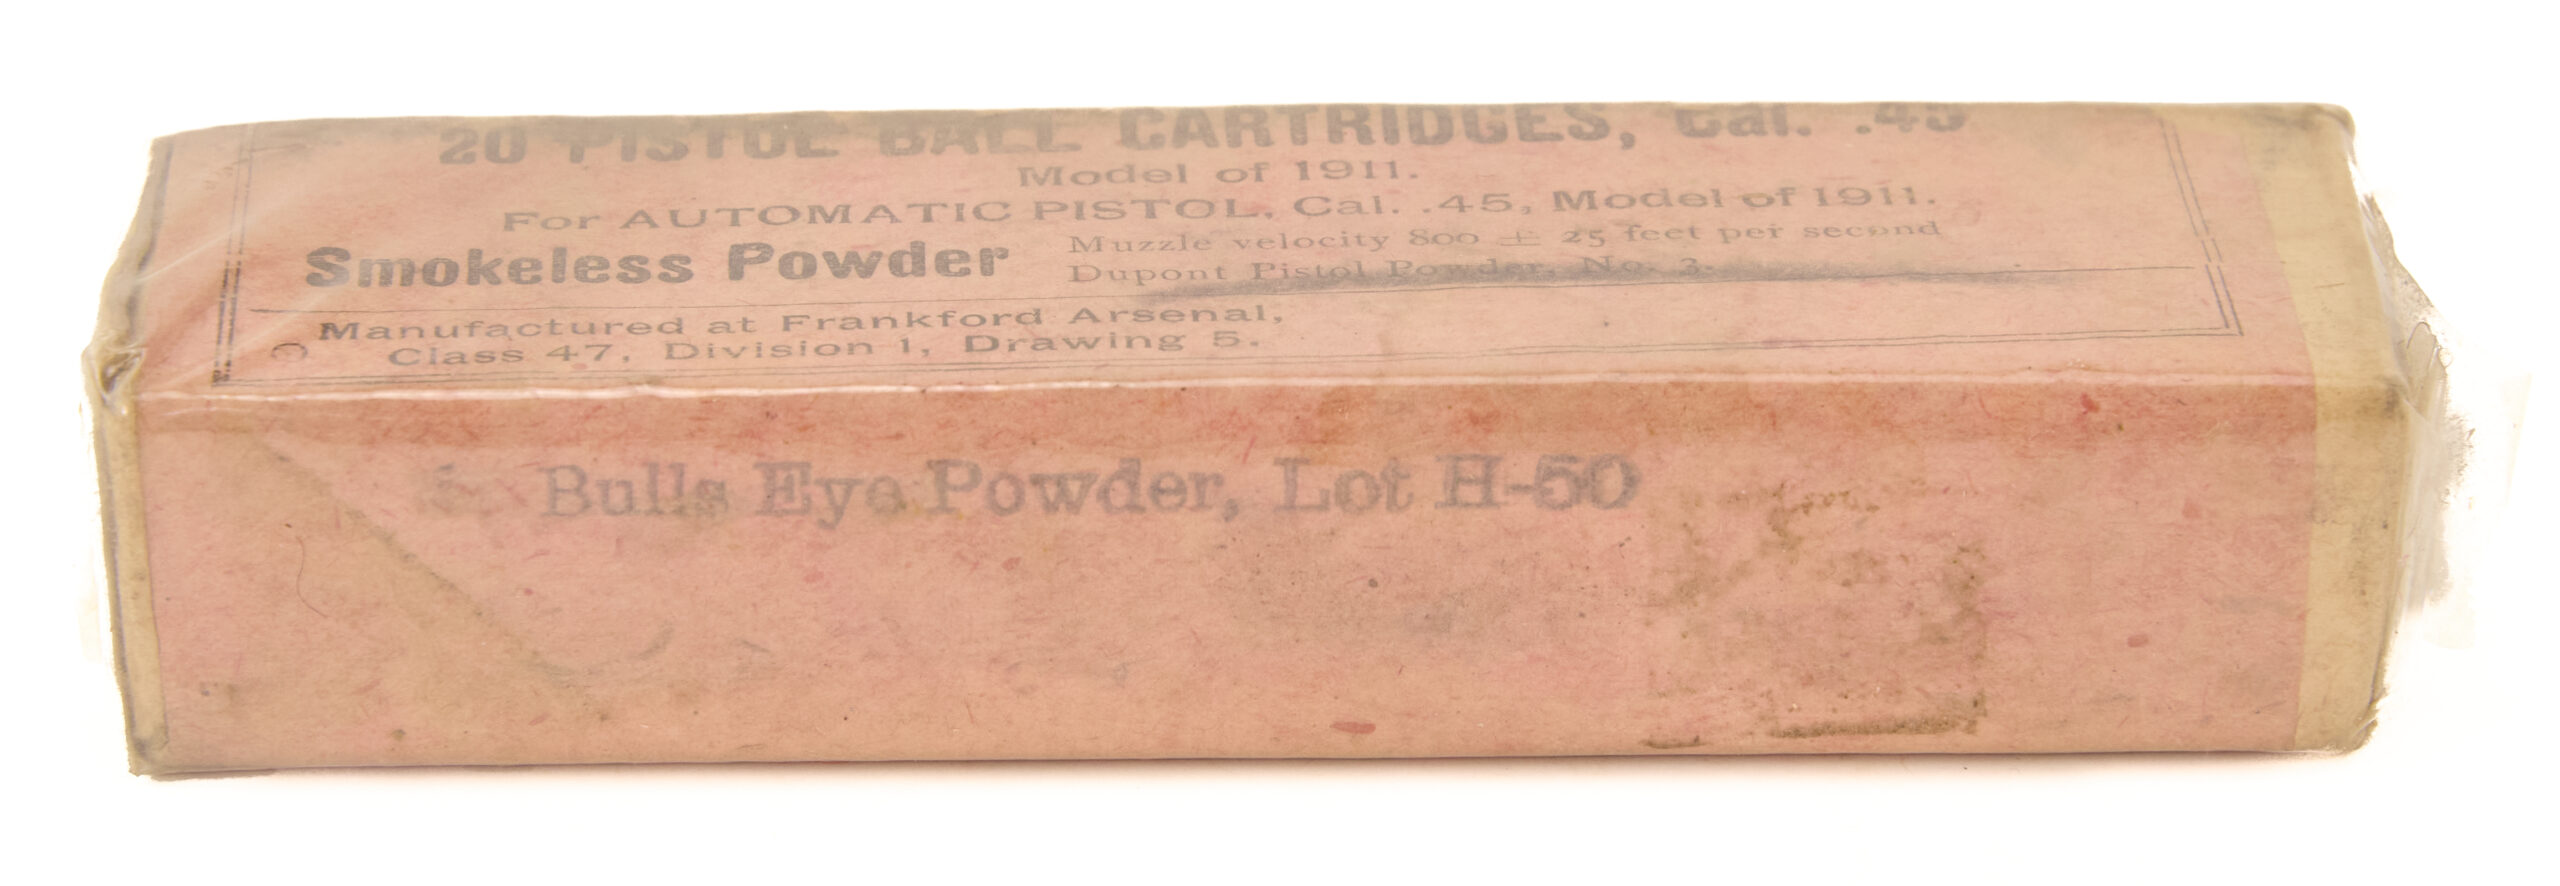 20 PISTOL BALL CARTRIDGES, Cal. .45
Model of 1911.
For AUTOMATIC PISTOL, Cal. .45, Model of 1911.
Smokeless Powder
Muzzle velocity 800 ± 25 feet per second
Dupont Pistol Powder, No. 3.
Manufactured at Frankford Arsenal,
Class 47, Division 1, Drawing 5.
Bulls Eye Powder, Lot H-50